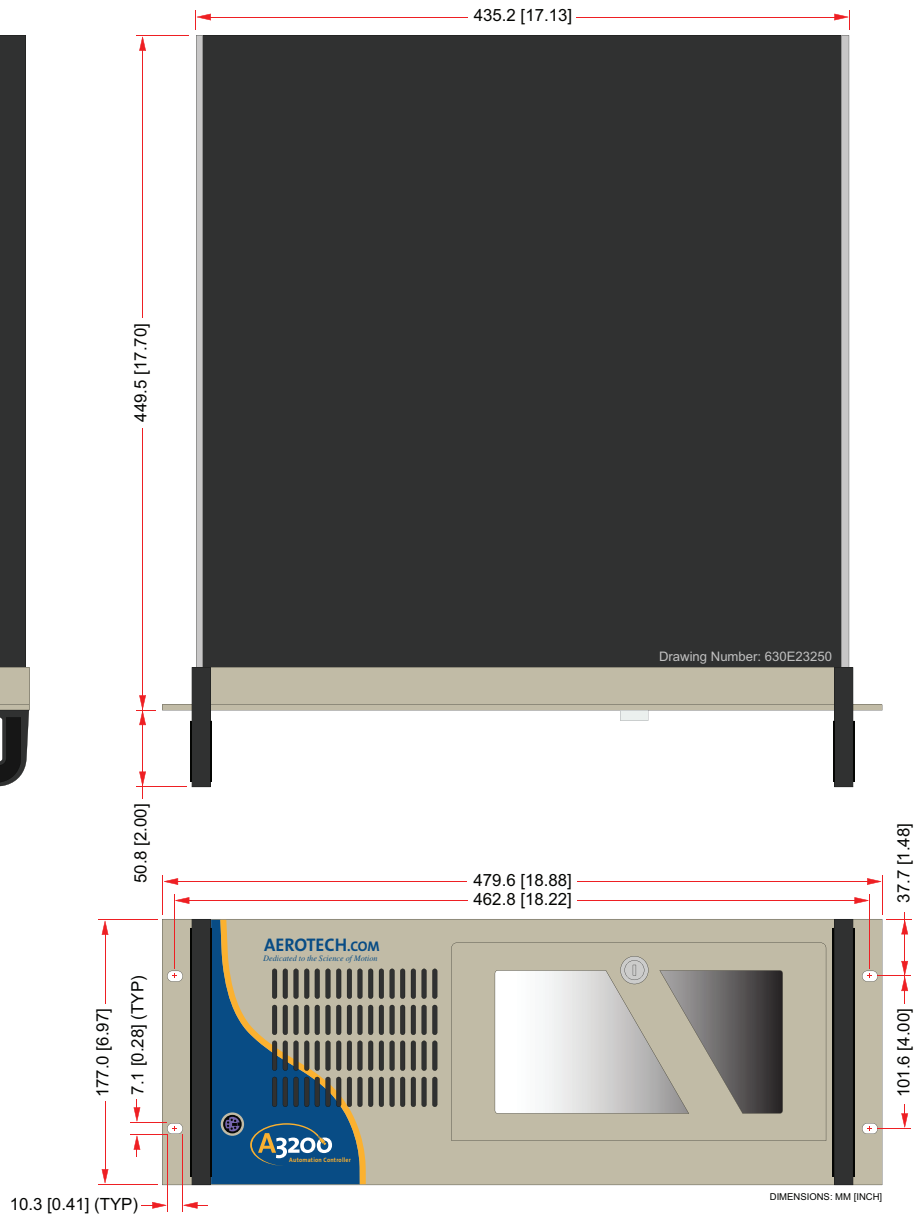 435.2 [17.13]
449.5 [17.70]
Drawing Number: 630E23250
50.8 [2.00]
479.6 [18.88]
462.8 [18.22]
37.7 [1.48]
177.0 [6.97]
7.1 [0.28] (TYP)
AEROTECH.COM
Dedicated to the Science of Motion
101.6 [4.00]
A3200
Automation Controller
10.3 [0.41] (TYP)
DIMENSIONS: MM [INCH]